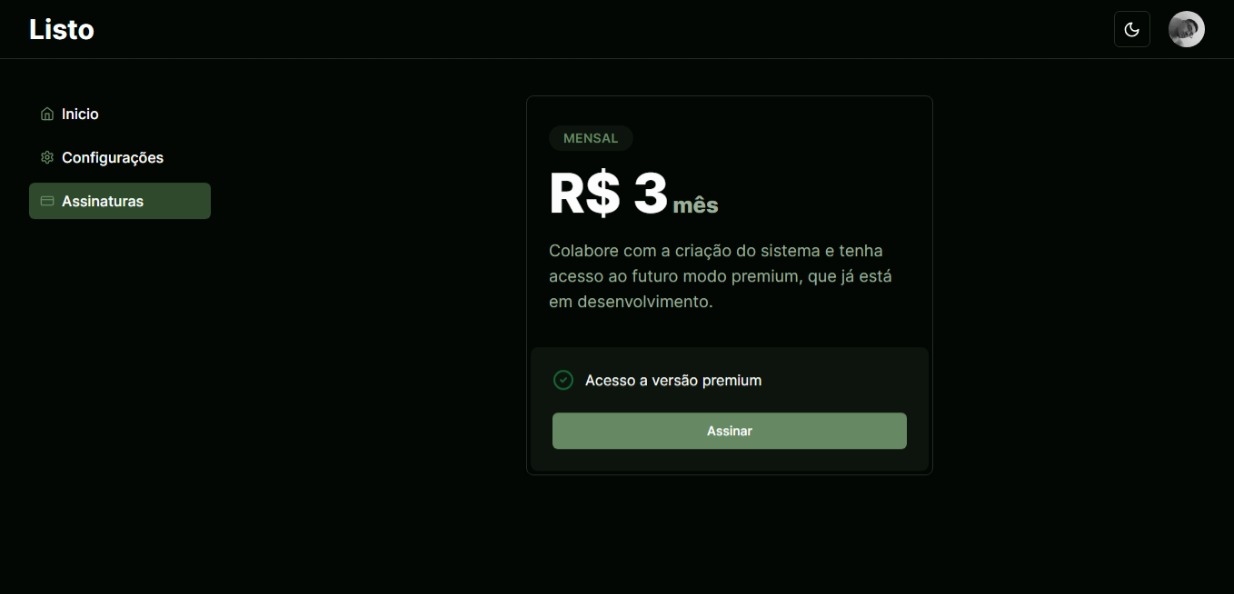 Listo
Inicio
Configurações
Assinaturas
MENSAL
R$ 3 mês
Colabore com a criação do sistema e tenha
acesso ao futuro modo premium, que já está
em desenvolvimento.
Acesso a versão premium
Assinar